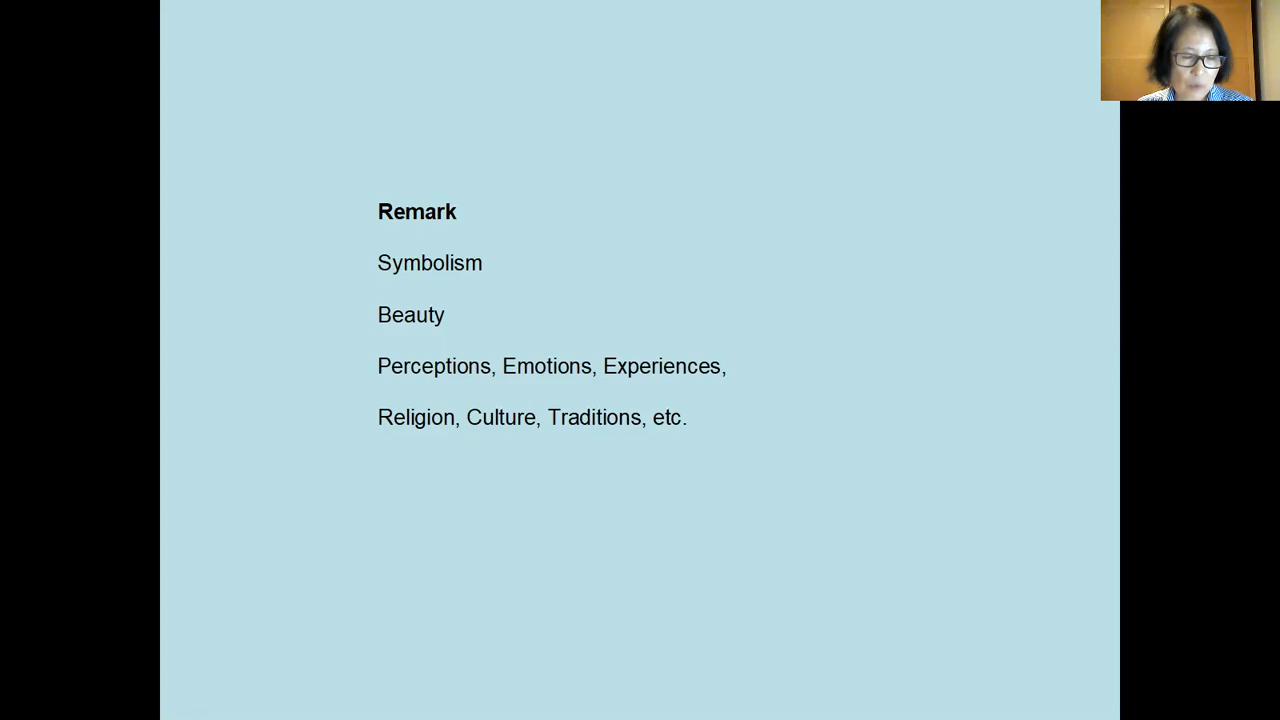 Remark
Symbolism
Beauty
Perceptions, Emotions, Experiences,
Religion, Culture, Traditions, etc.